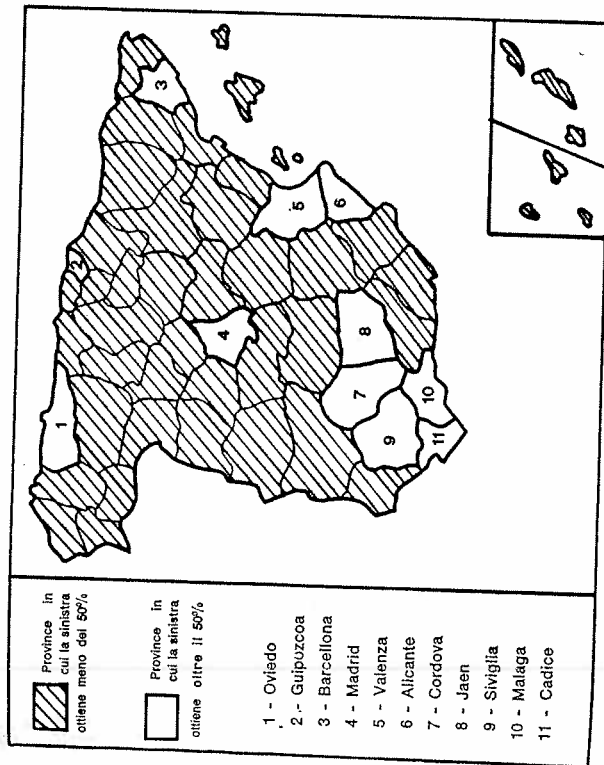 Province in
cui la sinistra
ottiene meno del 50%
Province in
cui la sinistra
ottiene oltre il 50%
1 - Oviedo
2 - Guipuzcoa
3 - Barcellona
4 - Madrid
5 - Valenza
6 - Alicante
7 - Cordova
8 - Jaen
9 - Siviglia
10 - Malaga
11 - Cadice
1
2
3
4
5
6
7
8
9
10
11